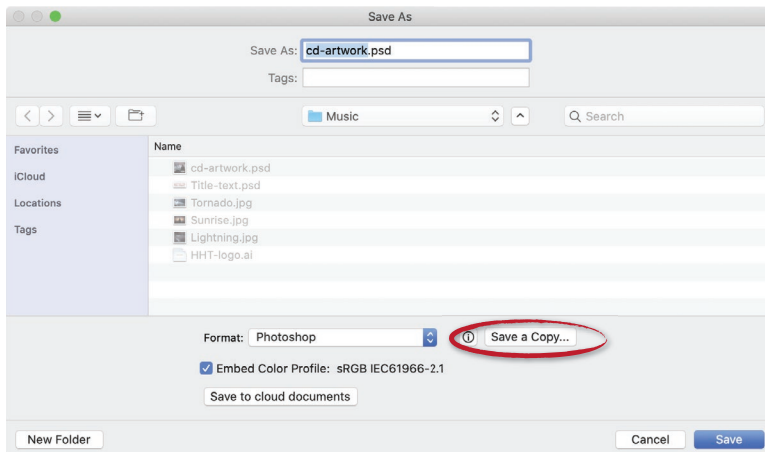 Save As
Save As: cd-artwork.psd
Tags:
Music
Search
Favorites
iCloud
Locations
Tags
Name
cd-artwork.psd
Title-text.psd
Tornado.jpg
Sunrise.jpg
Lightning.jpg
HHT-logo.ai
Format: Photoshop
Save a Copy...
Embed Color Profile: sRGB IEC61966-2.1
Save to cloud documents
New Folder
Cancel
Save